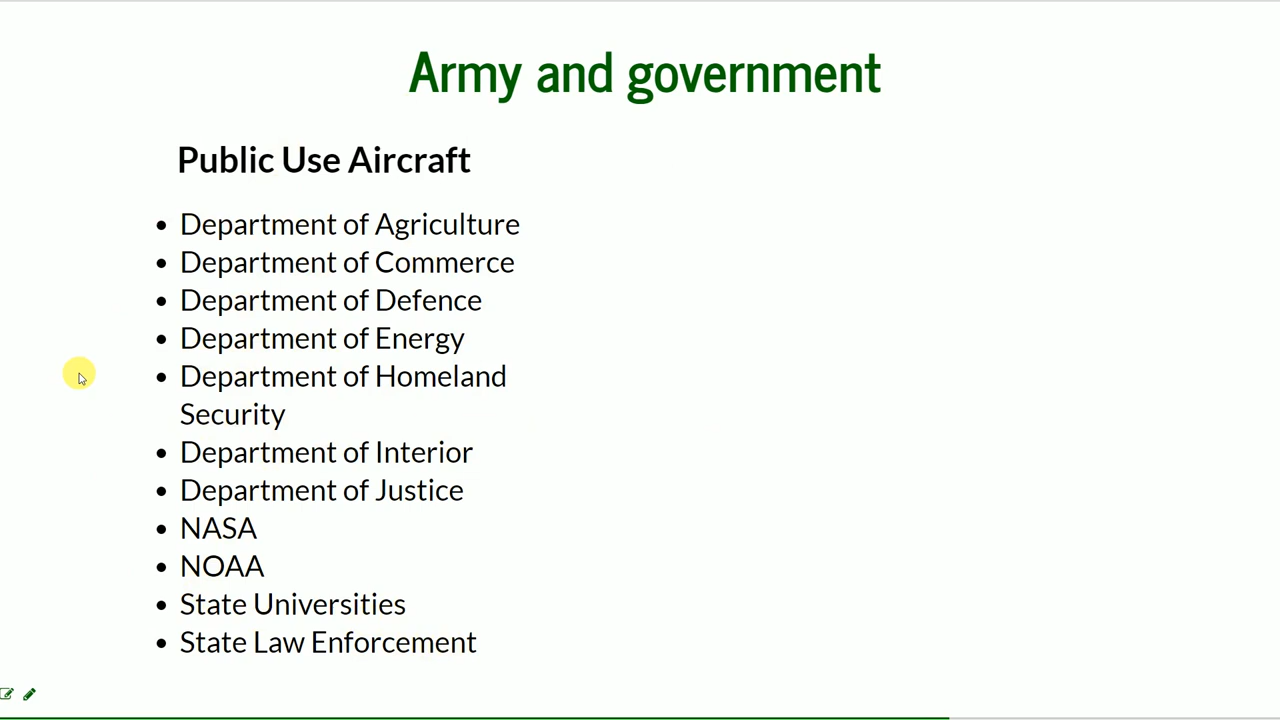 Army and government
Public Use Aircraft
Department of Agriculture
Department of Commerce
Department of Defence
Department of Energy
Department of Homeland
Security
Department of Interior
Department of Justice
NASA
NOAA
State Universities
State Law Enforcement